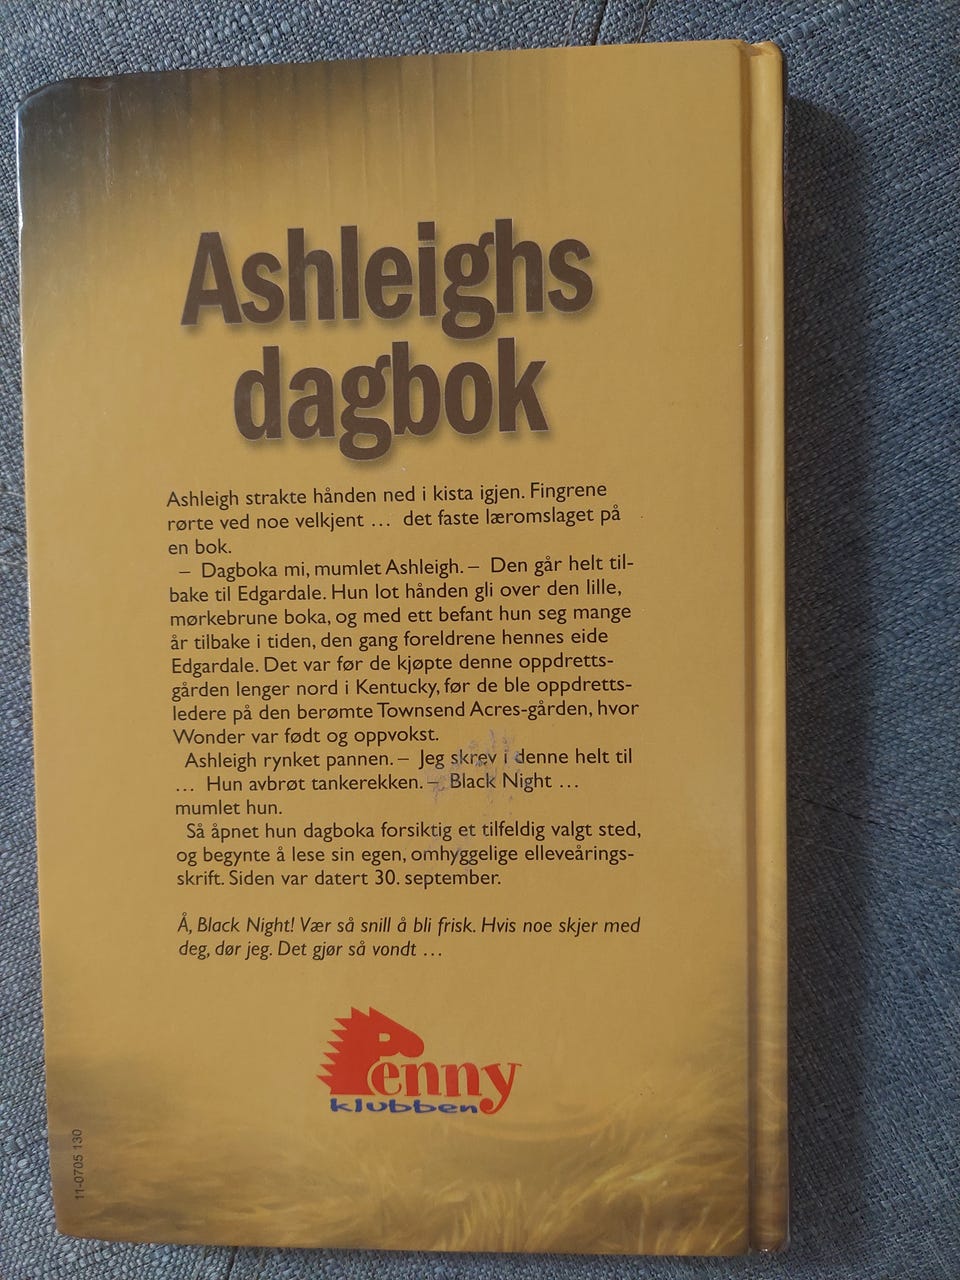 Ashleighs
dagbok
Ashleigh strakte hånden ned i kista igjen. Fingrene
rørte ved noe velkjent … det faste læromslaget på
en bok.
– Dagboka mi, mumlet Ashleigh. – Den går helt til-
bake til Edgardale. Hun lot hånden gli over den lille,
mørkebrune boka, og med ett befant hun seg mange
år tilbake i tiden, den gang foreldrene hennes eide
Edgardale. Det var før de kjøpte denne oppdretts-
gården lenger nord i Kentucky, før de ble oppdretts-
ledere på den berømte Townsend Acres-gården, hvor
Wonder var født og oppvokst.
Ashleigh rynket pannen. – Jeg skrev i denne helt til
… Hun avbrøt tankerekken. – Black Night …
mumlet hun.
Så åpnet hun dagboka forsiktig et tilfeldig valgt sted,
og begynte å lese sin egen, omhyggelige elleveårings-
skrift. Siden var datert 30. september.
Å, Black Night! Vær så snill å bli frisk. Hvis noe skjer med
deg, dør jeg. Det gjør så vondt …
Penny
klubben
11-0705 130